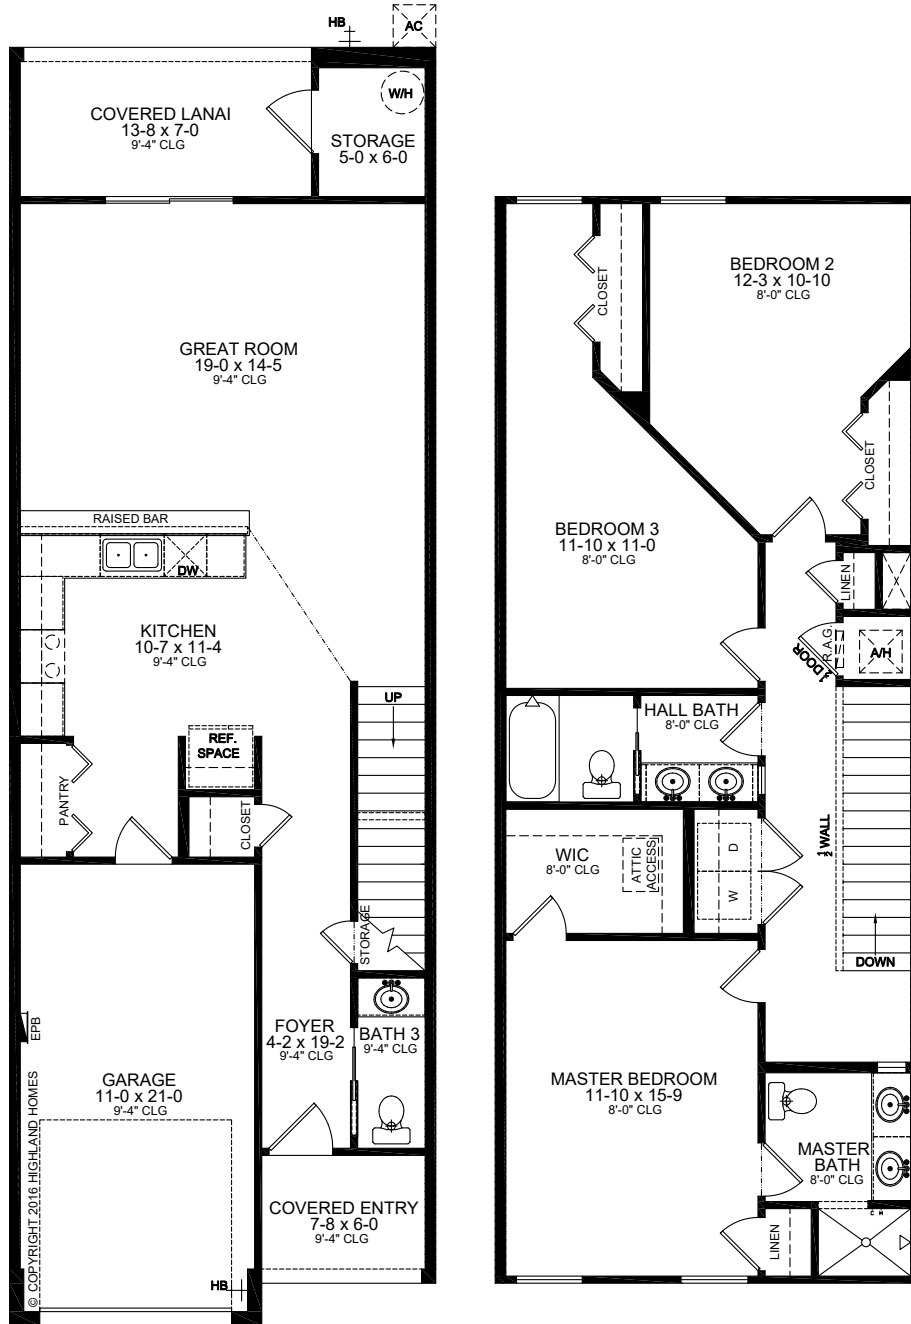 HB
AC
COVERED LANAI
13-8 x 7-0
9'-4" CLG
W/H
STORAGE
5-0 x 6-0
GREAT ROOM
19-0 x 14-5
9'-4" CLG
RAISED BAR
DW
KITCHEN
10-7 x 11-4
9'-4" CLG
UP
REF.
SPACE
PANTRY
CLOSET
STORAGE
EPB
FOYER
4-2 x 19-2
9'-4" CLG
BATH 3
9'-4" CLG
GARAGE
11-0 x 21-0
9'-4" CLG
© COPYRIGHT 2016 HIGHLAND HOMES
COVERED ENTRY
7-8 x 6-0
9'-4" CLG
HB
CLOSET
BEDROOM 2
12-3 x 10-10
8'-0" CLG
CLOSET
BEDROOM 3
11-10 x 11-0
8'-0" CLG
LINEN
R.A.G.
A/H
½ DOOR
HALL BATH
8'-0" CLG
½ WALL
WIC
8'-0" CLG
ATTIC
ACCESS
D
W
DOWN
MASTER BEDROOM
11-10 x 15-9
8'-0" CLG
MASTER
BATH
8'-0" CLG
C H
LINEN